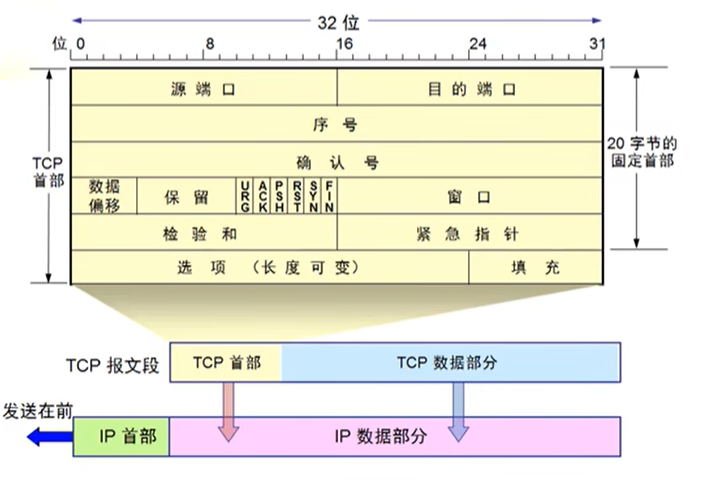 32 位
位 0 8 16 24 31
源 端 口 目 的 端 口
序 号
TCP
首部
20 字节的
固定首部
确 认 号
数据
偏移
保 留
URG ACK PSH RST SYN FIN
窗 口
检 验 和 紧 急 指 针
选 项 （长 度 可 变） 填 充
TCP 报文段 TCP 首部 TCP 数据部分
发送在前
IP 首部 IP 数据部分